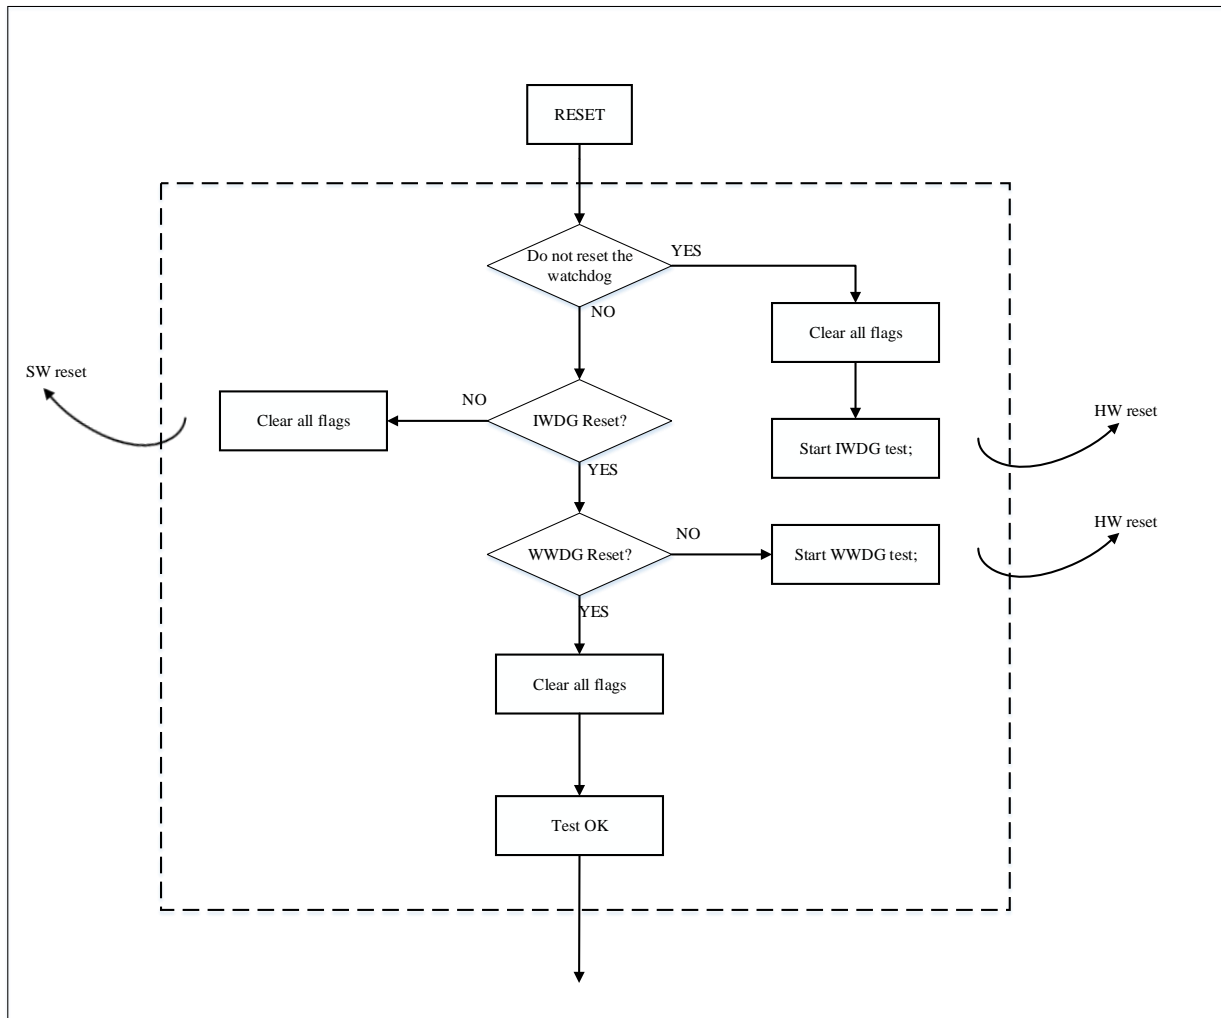 RESET
Do not reset the
watchdog
YES
NO
Clear all flags
SW reset
NO
Clear all flags
IWDG Reset?
YES
Start IWDG test;
HW reset
WWDG Reset?
NO
Start WWDG test;
HW reset
YES
Clear all flags
Test OK